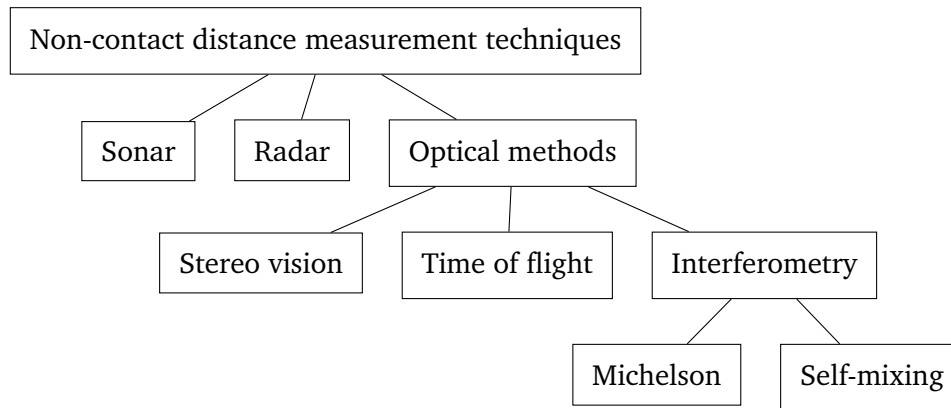 Non-contact distance measurement techniques
Sonar
Radar
Optical methods
Stereo vision
Time of flight
Interferometry
Michelson
Self-mixing